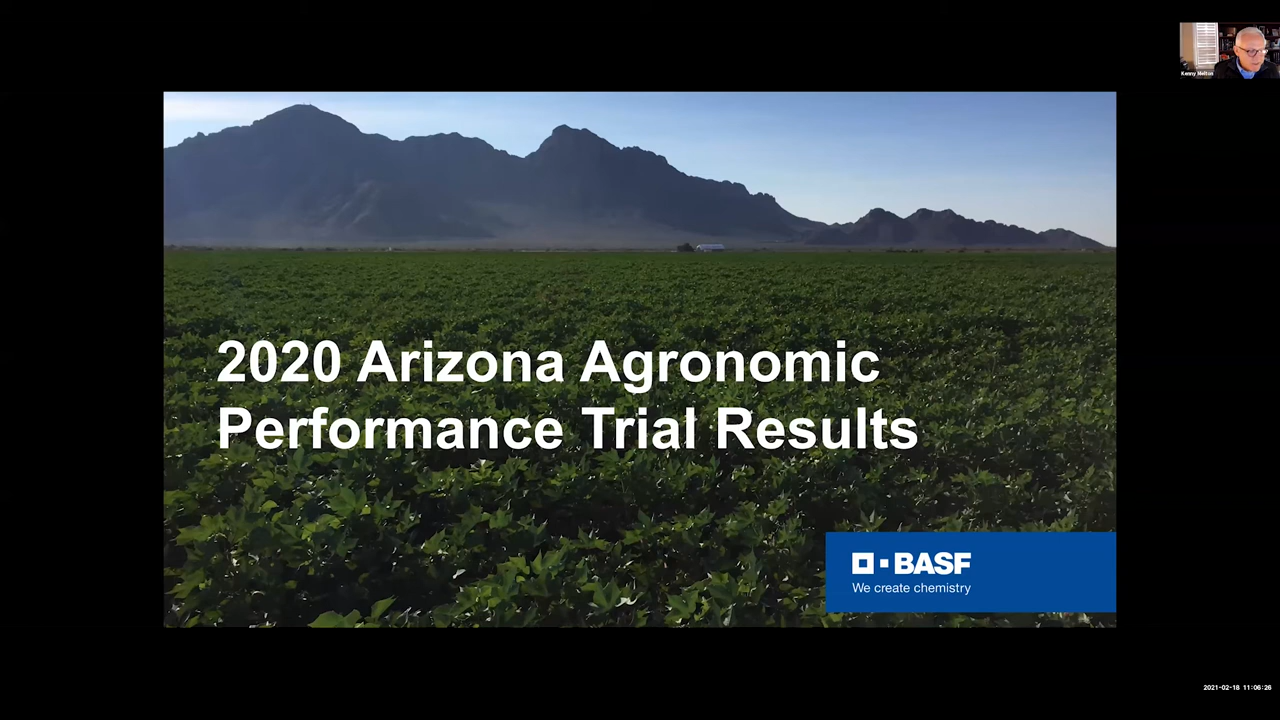 Kenny Melton
2020 Arizona Agronomic
Performance Trial Results
BASF
We create chemistry
2021-02-18 11:06:26